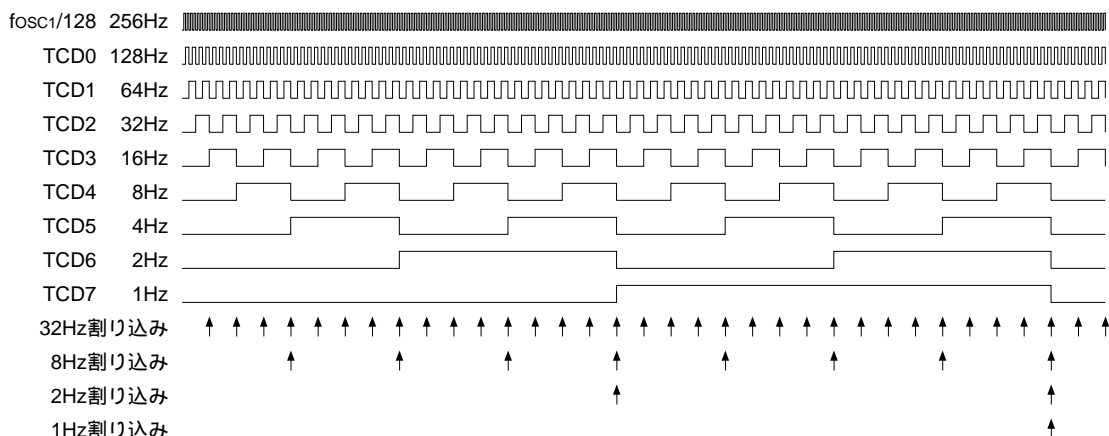 fOSC1/128 256Hz
TCD0 128Hz
TCD1 64Hz
TCD2 32Hz
TCD3 16Hz
TCD4 8Hz
TCD5 4Hz
TCD6 2Hz
TCD7 1Hz
32Hz割り込み
8Hz割り込み
2Hz割り込み
1Hz割り込み